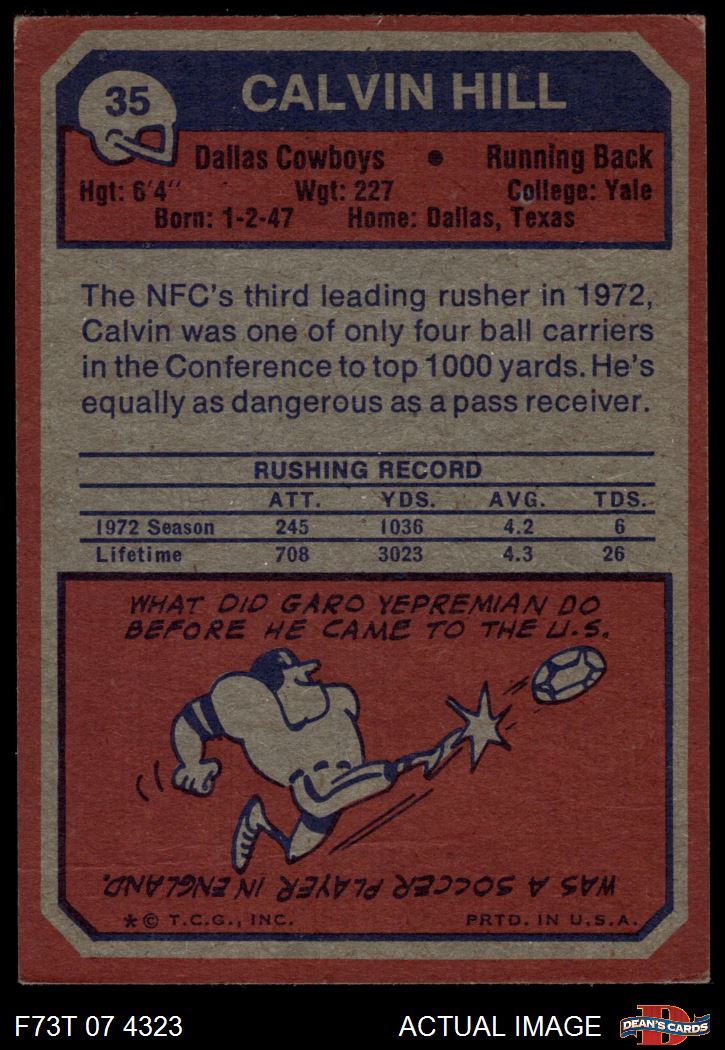 35
CALVIN HILL
Dallas Cowboys • Running Back
Hgt: 6'4" Wgt: 227 College: Yale
Born: 1-2-47 Home: Dallas, Texas
The NFC's third leading rusher in 1972,
Calvin was one of only four ball carriers
in the Conference to top 1000 yards. He's
equally as dangerous as a pass receiver.
RUSHING RECORD
ATT. YDS. AVG. TDS.
1972 Season 245 1036 4.2 6
Lifetime 708 3023 4.3 26
WHAT DID GARO YEPREMIAN DO
BEFORE HE CAME TO THE U.S.
WAS A SOCCER PLAYER IN ENGLAND.
* © T.C.G., INC. PRTD. IN U.S.A.
F73T 07 4323 ACTUAL IMAGE D DEAN'S CARDS